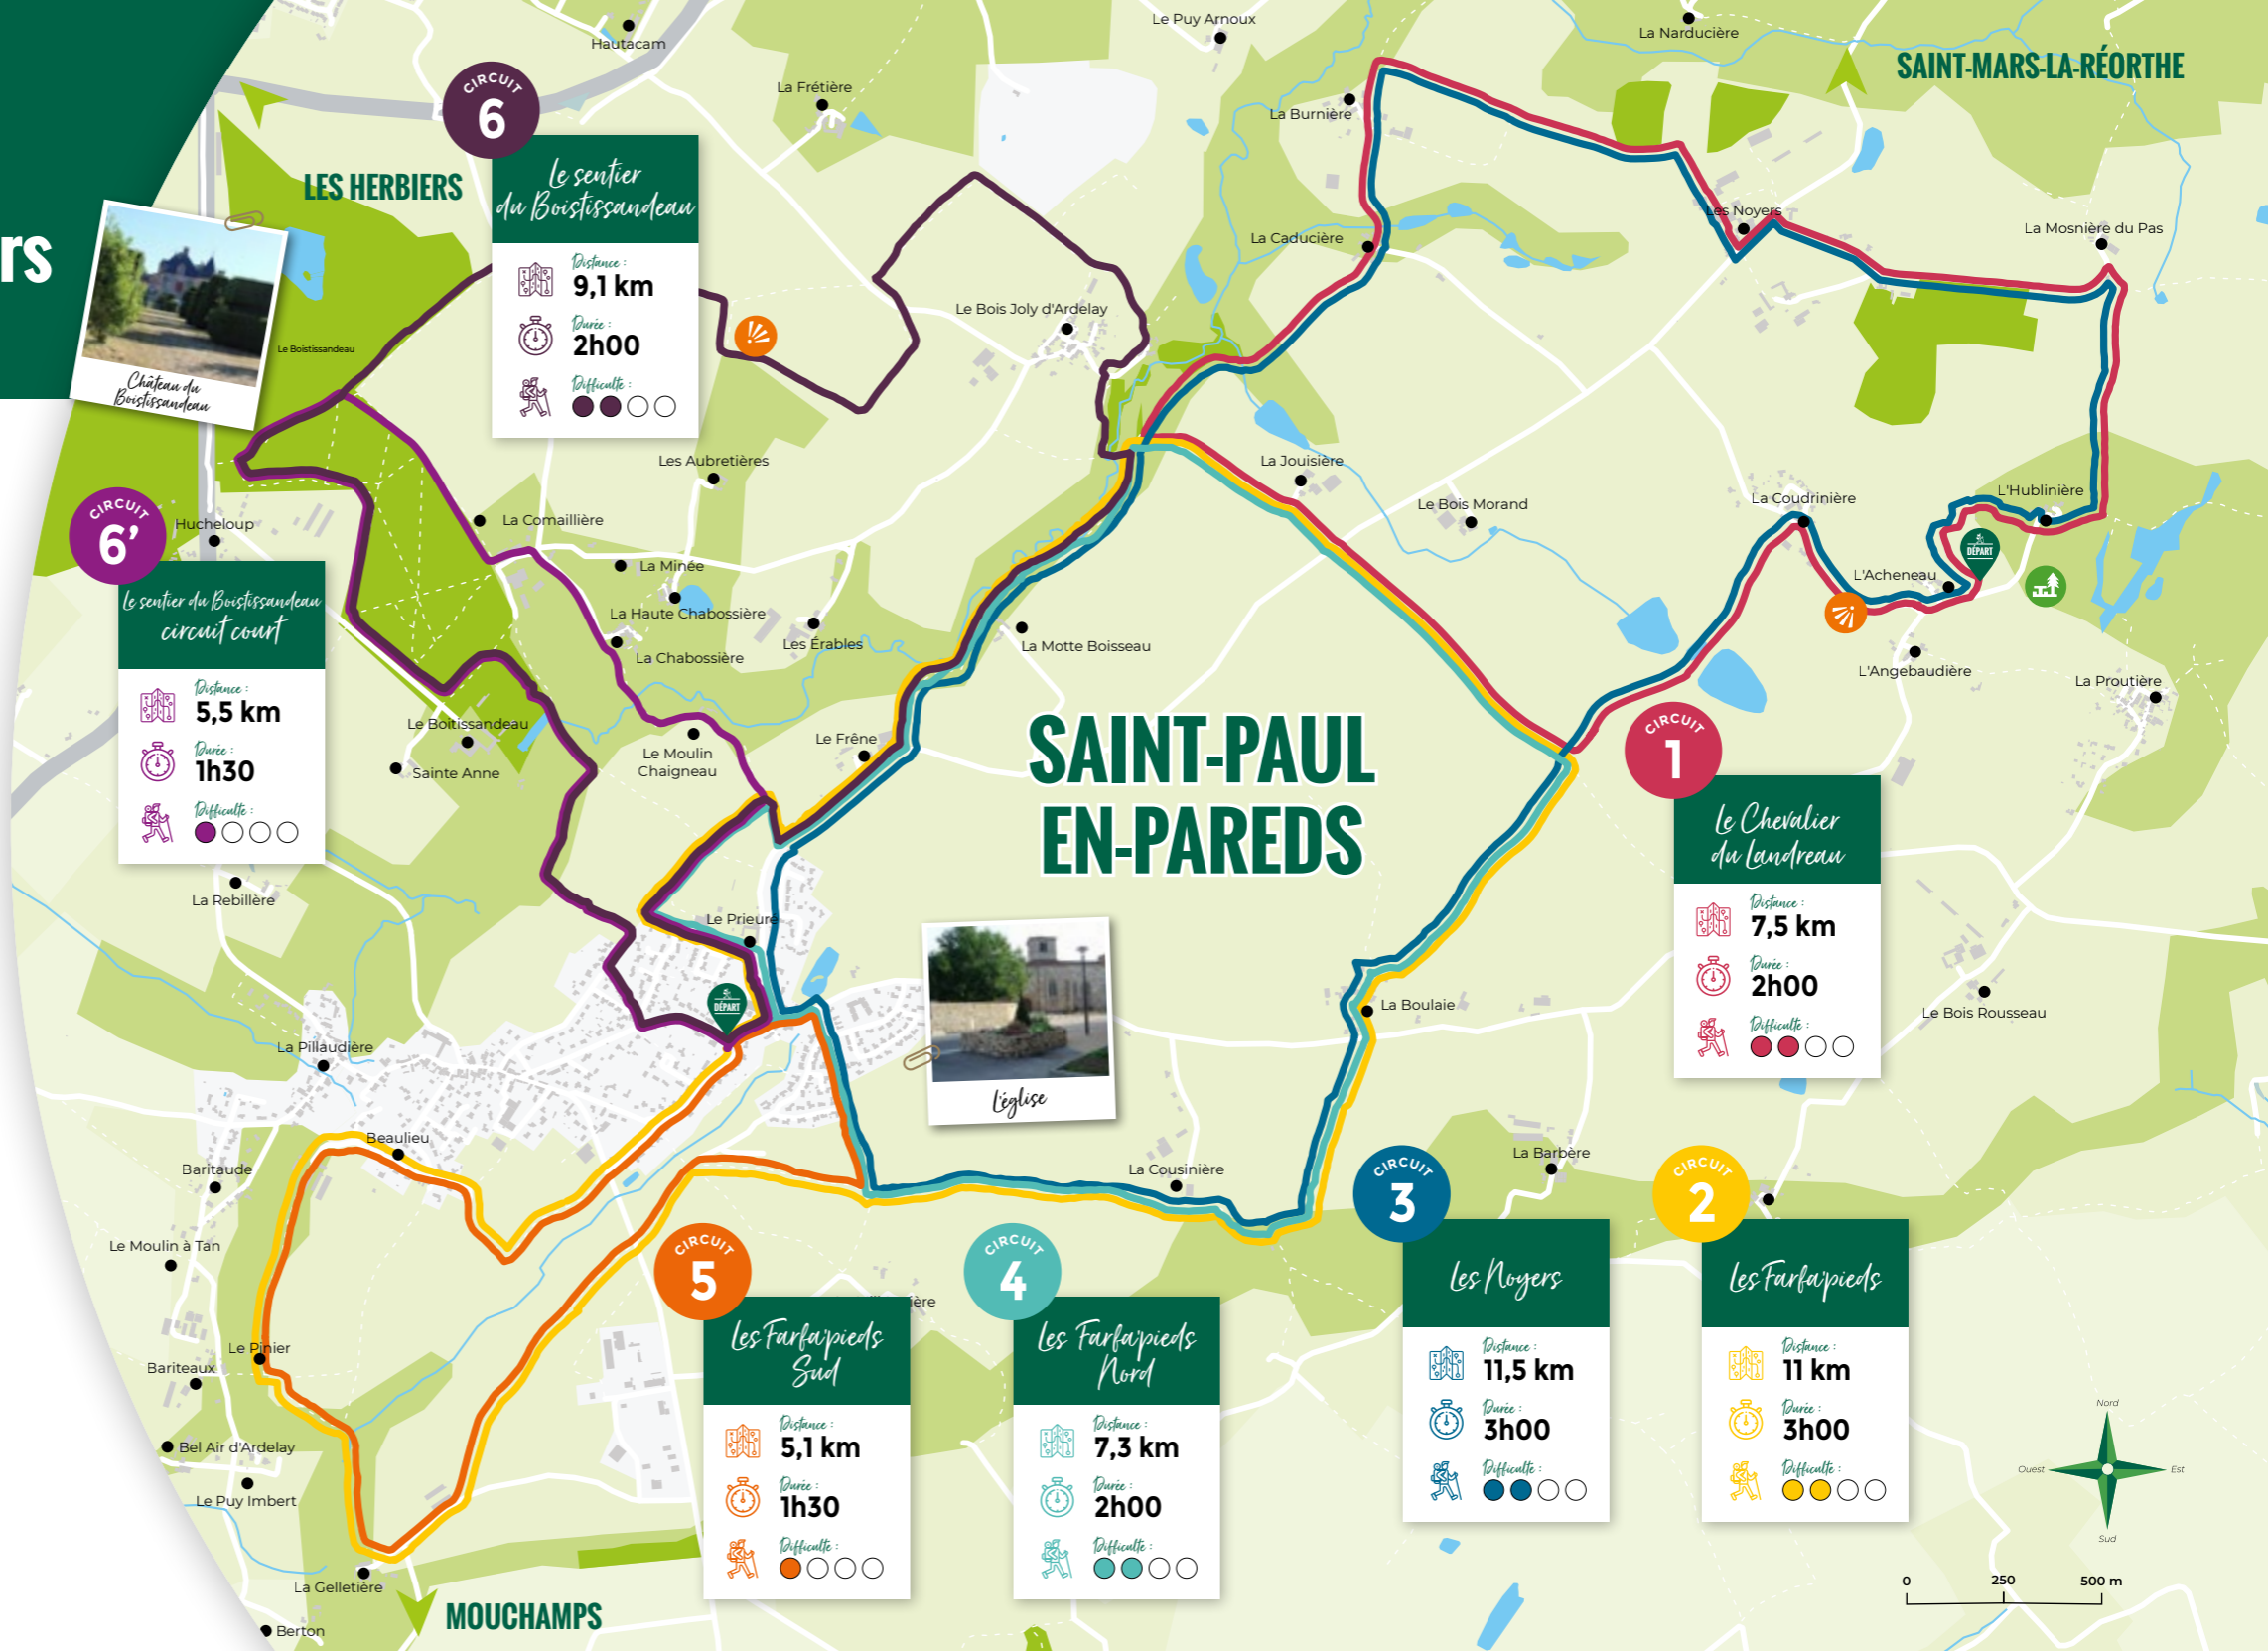 rs
Hautacam
Le Puy Arnoux
La Narducière
SAINT-MARS-LA-RÉORTHE
La Frétière
La Burnière
LES HERBIERS
CIRCUIT
6
Le sentier
du Boistissandeau
Distance :
9,1 km
Durée :
2h00
Difficulté :
Les Noyers
La Mosnière du Pas
La Caducière
Le Bois Joly d'Ardelay
Le Boistissandeau
Château du
Boistissandeau
Les Aubretières
La Jouisière
Le Bois Morand
La Coudrinière
L'Hublinière
DÉPART
L'Acheneau
L'Angebaudière
La Proutière
CIRCUIT
6’
Hucheloup
Le sentier du Boistissandeau
circuit court
Distance :
5,5 km
Durée :
1h30
Difficulté :
La Comaillière
La Minée
La Haute Chabossière
Les Érables
La Chabossière
La Motte Boisseau
Le Boitissandeau
Sainte Anne
Le Moulin
Chaigneau
Le Frêne
SAINT-PAUL
EN-PAREDS
CIRCUIT
1
Le Chevalier
du Landreau
Distance :
7,5 km
Durée :
2h00
Difficulté :
La Rebillère
Le Prieuré
DÉPART
L'église
La Boulaie
Le Bois Rousseau
La Pillaudière
Beaulieu
Baritaude
La Cousinière
La Barbère
Le Moulin à Tan
Le Pinier
Bariteaux
Bel Air d'Ardelay
Le Puy Imbert
La Gelletière
Berton
MOUCHAMPS
ière
CIRCUIT
5
Les Farfa'pieds
Sud
Distance :
5,1 km
Durée :
1h30
Difficulté :
CIRCUIT
4
Les Farfa'pieds
Nord
Distance :
7,3 km
Durée :
2h00
Difficulté :
CIRCUIT
3
Les Noyers
Distance :
11,5 km
Durée :
3h00
Difficulté :
CIRCUIT
2
Les Farfa'pieds
Distance :
11 km
Durée :
3h00
Difficulté :
Nord
Ouest
Est
Sud
0
250
500 m